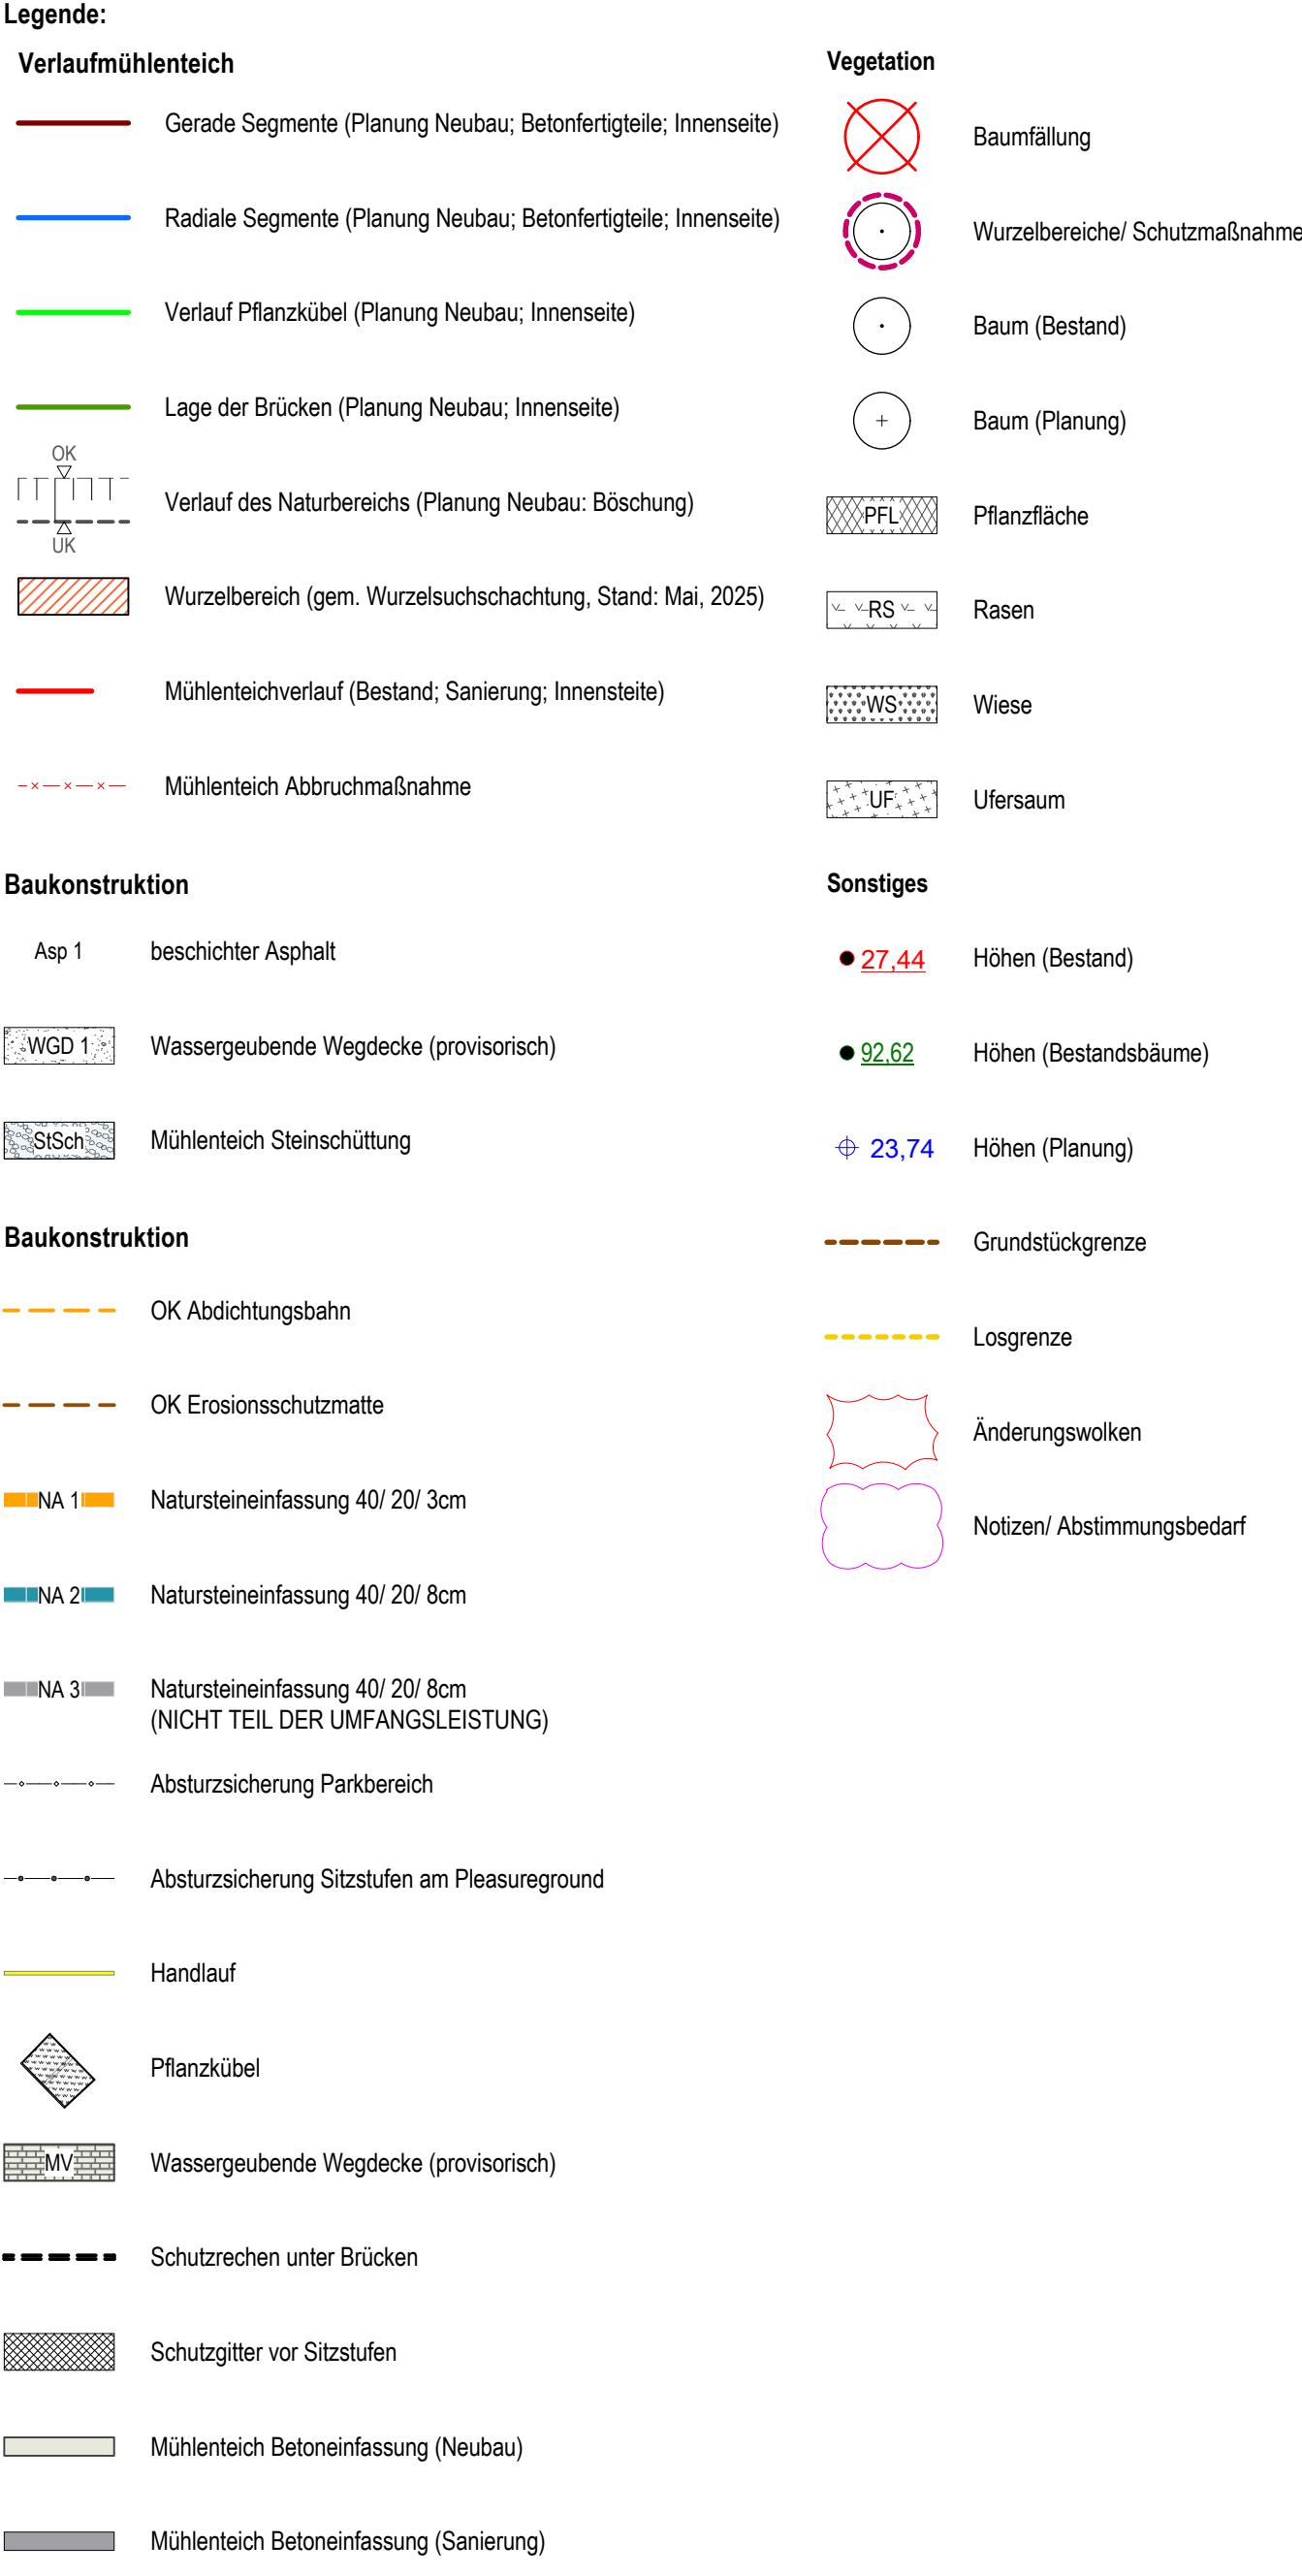 Legende:
Verlaufmühlenteich
Gerade Segmente (Planung Neubau; Betonfertigteile; Innenseite)
Radiale Segmente (Planung Neubau; Betonfertigteile; Innenseite)
Verlauf Pflanzkübel (Planung Neubau; Innenseite)
Lage der Brücken (Planung Neubau; Innenseite)
OK
Verlauf des Naturbereichs (Planung Neubau: Böschung)
UK
Wurzelbereich (gem. Wurzelsuchschachtung, Stand: Mai, 2025)
Mühlenteichverlauf (Bestand; Sanierung; Innensteite)
Mühlenteich Abbruchmaßnahme
Baukonstruktion
Asp 1 beschichter Asphalt
WGD 1 Wassergeubende Wegdecke (provisorisch)
StSch Mühlenteich Steinschüttung
Baukonstruktion
OK Abdichtungsbahn
OK Erosionsschutzmatte
NA 1 Natursteineinfassung 40/ 20/ 3cm
NA 2 Natursteineinfassung 40/ 20/ 8cm
NA 3 Natursteineinfassung 40/ 20/ 8cm
(NICHT TEIL DER UMFANGSLEISTUNG)
Absturzsicherung Parkbereich
Absturzsicherung Sitzstufen am Pleasureground
Handlauf
Pflanzkübel
MV Wassergeubende Wegdecke (provisorisch)
Schutzrechen unter Brücken
Schutzgitter vor Sitzstufen
Mühlenteich Betoneinfassung (Neubau)
Mühlenteich Betoneinfassung (Sanierung)
Vegetation
Baumfällung
Wurzelbereiche/ Schutzmaßnahme
Baum (Bestand)
Baum (Planung)
PFL Pflanzfläche
RS Rasen
WS Wiese
UF Ufersaum
Sonstiges
27,44 Höhen (Bestand)
92,62 Höhen (Bestandsbäume)
23,74 Höhen (Planung)
Grundstückgrenze
Losgrenze
Änderungswolken
Notizen/ Abstimmungsbedarf